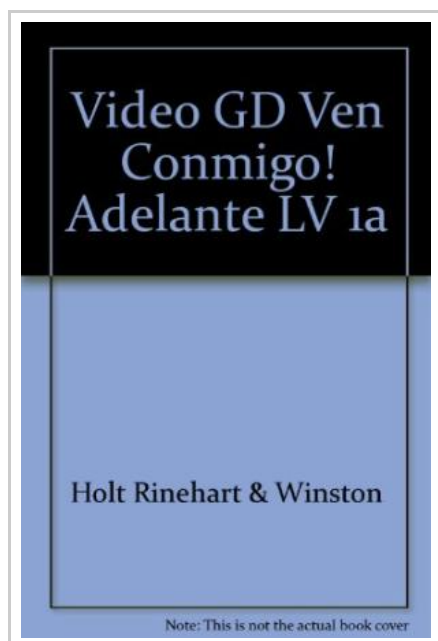 Video GD Ven
Conmigo!
Adelante LV 1a
Holt Rinehart & Winston
Note: This is not the actual book cover